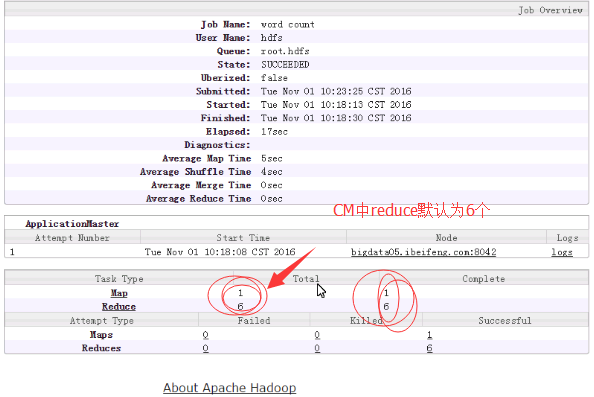 Job Overview
Job Name: word count
User Name: hdfs
Queue: root.hdfs
State: SUCCEEDED
Uberized: false
Submitted: Tue Nov 01 10:23:25 CST 2016
Started: Tue Nov 01 10:18:13 CST 2016
Finished: Tue Nov 01 10:18:30 CST 2016
Elapsed: 17sec
Diagnostics:
Average Map Time 5sec
Average Shuffle Time 4sec
Average Merge Time 0sec
Average Reduce Time 0sec
CM中reduce默认为6个
ApplicationMaster
Attempt Number Start Time Node Logs
1 Tue Nov 01 10:18:08 CST 2016 bigdata05.ibeifeng.com:8042 logs
Task Type Total Complete
Map 1 1
Reduce 6 6
Attempt Type Failed Killed Successful
Maps 0 0 1
Reduces 0 0 6
About Apache Hadoop